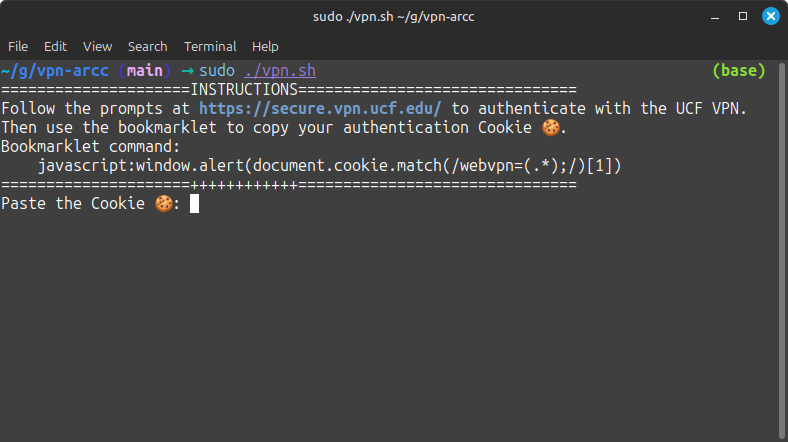 sudo ./vpn.sh ~/g/vpn-arcc
File Edit View Search Terminal Help
~/g/vpn-arcc (main) →sudo ./vpn.sh (base)
=====================INSTRUCTIONS===============================
Follow the prompts at https://secure.vpn.ucf.edu/ to authenticate with the UCF VPN.
Then use the bookmarklet to copy your authentication Cookie 🍪.
Bookmarklet command:
    javascript:window.alert(document.cookie.match(/webvpn=(.*);/)[1])
=====================++++++++++++===============================
Paste the Cookie 🍪: